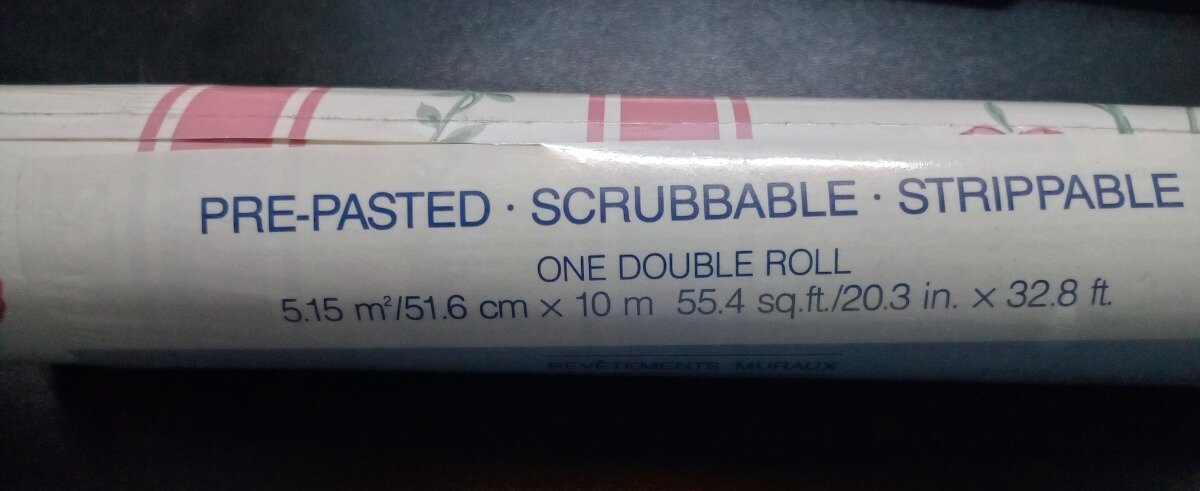 PRE-PASTED · SCRUBBABLE · STRIPPABLE
ONE DOUBLE ROLL
5.15 m²/51.6 cm × 10 m 55.4 sq.ft./20.3 in. × 32.8 ft.
REVÊTEMENTS MURAUX